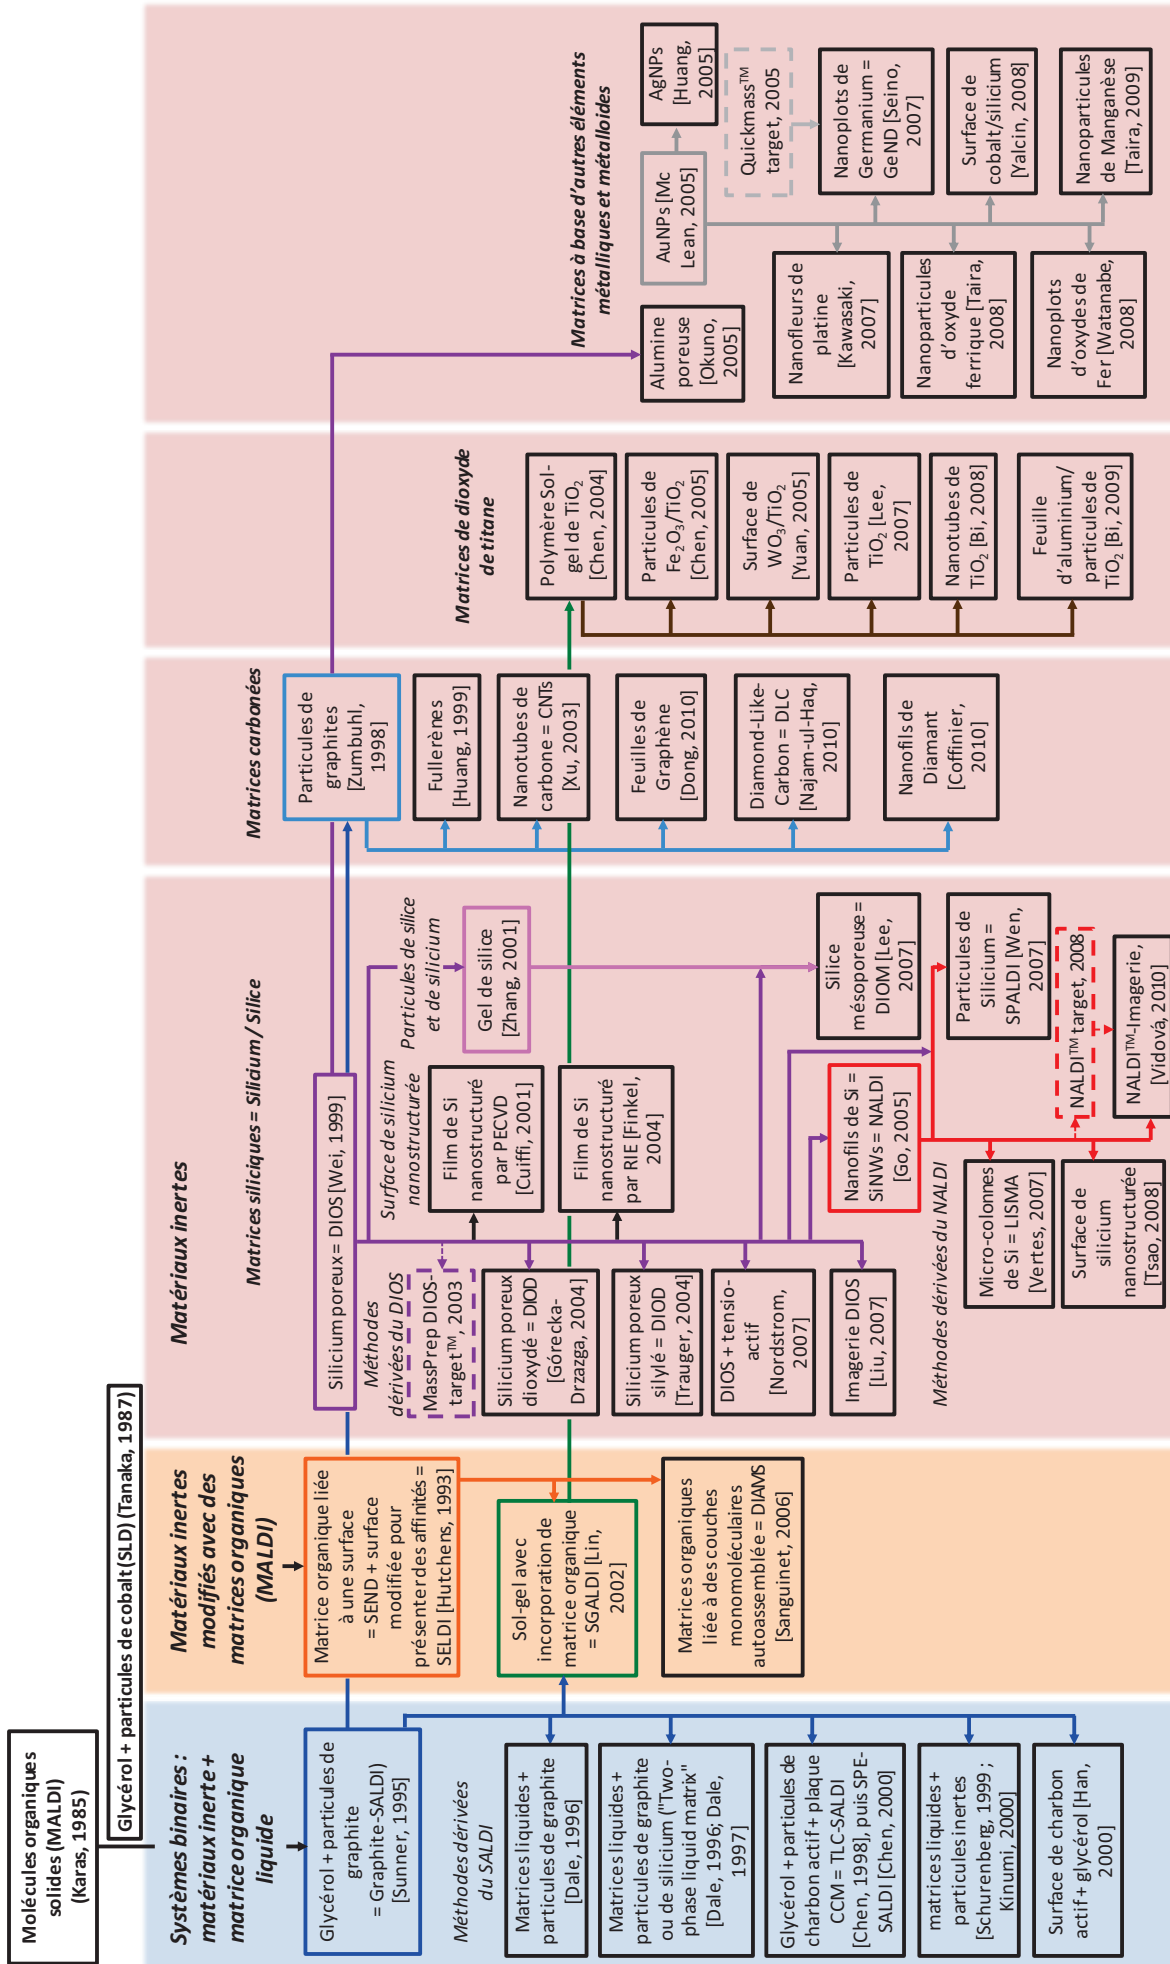 Molécules organiques
solides (MALDI)
(Karas, 1985)
Glycérol + particules de cobalt (SLD) (Tanaka, 1987)
Systèmes binaires :
matériaux inerte +
matrice organique
liquide
Glycérol + particules de
graphite
(= Graphite-SALDI)
[Sunner, 1995]
Méthodes dérivées
du SALDI
Matrices liquides +
particules de graphite
[Dale, 1996]
Matrices liquides +
particules de graphite
ou de silicium ("Two-
phase liquid matrix"
[Dale, 1996; Dale,
1997]
Glycérol + particules de
charbon actif + plaque
CCM = TLC-SALDI
[Chen, 1998], puis SPE-
SALDI [Chen, 2000]
matrices liquides +
particules inertes
[Schurenberg, 1999 ;
Kinumi, 2000]
Surface de charbon
actif + glycérol [Han,
2000]
Matériaux inertes
modifiés avec des
matrices organiques
(MALDI)
Matrice organique liée
à une surface
= SEND + surface
modifiée pour
présenter des affinités =
SELDI [Hutchens, 1993]
Sol-gel avec
incorporation de
matrice organique
= SGALDI [Lin,
2002]
Matrices organiques
liée à des couches
monomoléculaires
autoassemblée = DIAMS
[Sanguinet, 2006]
Matériaux inertes
Matrices siliciques = Silicium / Silice
Silicium poreux = DIOS [Wei, 1999]
Méthodes
dérivées du DIOS
MassPrep DIOS-
target™, 2003
Silicium poreux
dioxydé = DIOD
[Górecka-
Drzazga, 2004]
Silicium poreux
silylé = DIOD
[Trauger, 2004]
DIOS + tensio-
actif
[Nordstrom,
2007]
Imagerie DIOS
[Liu, 2007]
Surface de silicium
nanostructurée
Film de Si
nanostructuré
par PECVD
[Cuiffi, 2001]
Film de Si
nanostructuré
par RIE [Finkel,
2004]
Particules de silice
et de silicium
Gel de silice
[Zhang, 2001]
Silice
mésoporeuse =
DIOM [Lee,
2007]
Nanofils de Si =
SiNWs = NALDI
[Go, 2005]
Particules de
Silicium =
SPALDI [Wen,
2007]
Méthodes dérivées du NALDI
Micro-colonnes
de Si = LISMA
[Vertes, 2007]
Surface de
silicium
nanostructurée
[Tsao, 2008]
NALDI™ target, 2008
NALDI™-Imagerie,
[Vidová, 2010]
Matrices carbonées
Particules de
graphites
[Zumbuhl,
1998]
Fullerènes
[Huang, 1999]
Nanotubes de
carbone = CNTs
[Xu, 2003]
Feuilles de
Graphène
[Dong, 2010]
Diamond-Like-
Carbon = DLC
[Najam-ul-Haq,
2010]
Nanofils de
Diamant
[Coffinier,
2010]
Matrices de dioxyde
de titane
Polymère Sol-
gel de TiO₂
[Chen, 2004]
Particules de
Fe₂O₃/TiO₂
[Chen, 2005]
Surface de
WO₃/TiO₂
[Yuan, 2005]
Particules de
TiO₂ [Lee,
2007]
Nanotubes de
TiO₂ [Bi, 2008]
Feuille
d’aluminium/
particules de
TiO₂ [Bi, 2009]
Matrices à base d’autres éléments
métalliques et métalloides
Alumine
poreuse
[Okuno,
2005]
AuNPs [Mc
Lean, 2005]
AgNPs
[Huang,
2005]
Quickmass™
target, 2005
Nanofleurs de
platine
[Kawasaki,
2007]
Nanoplots de
Germanium =
GeND [Seino,
2007]
Nanoparticules
d’oxyde
ferrique [Taira,
2008]
Surface de
cobalt/silicium
[Yalcin, 2008]
Nanoplots
d’oxydes de
Fer [Watanabe,
2008]
Nanoparticules
de Manganèse
[Taira, 2009]